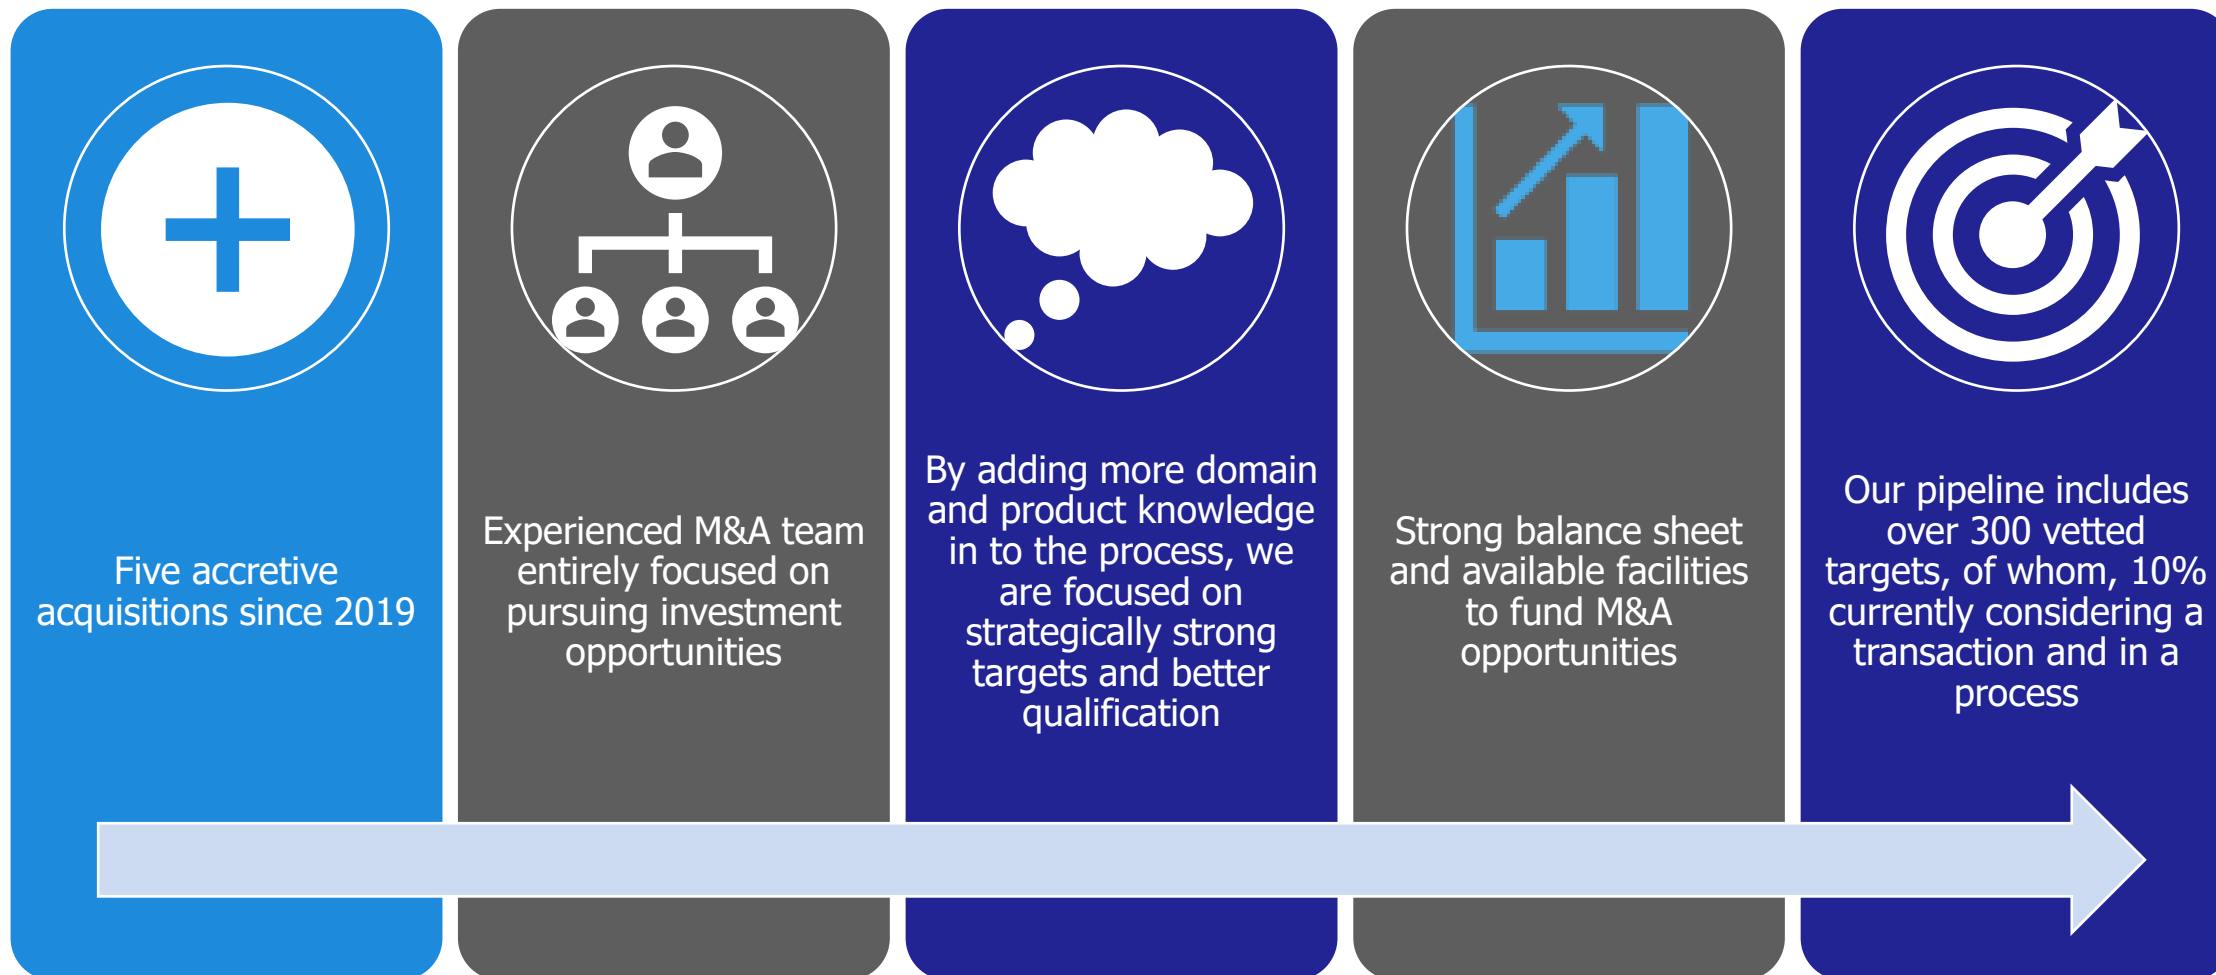 Five accretive
acquisitions since 2019
Experienced M&A team
entirely focused on
pursuing investment
opportunities
By adding more domain
and product knowledge
in to the process, we
are focused on
strategically strong
targets and better
qualification
Strong balance sheet
and available facilities
to fund M&A
opportunities
Our pipeline includes
over 300 vetted
targets, of whom, 10%
currently considering a
transaction and in a
process